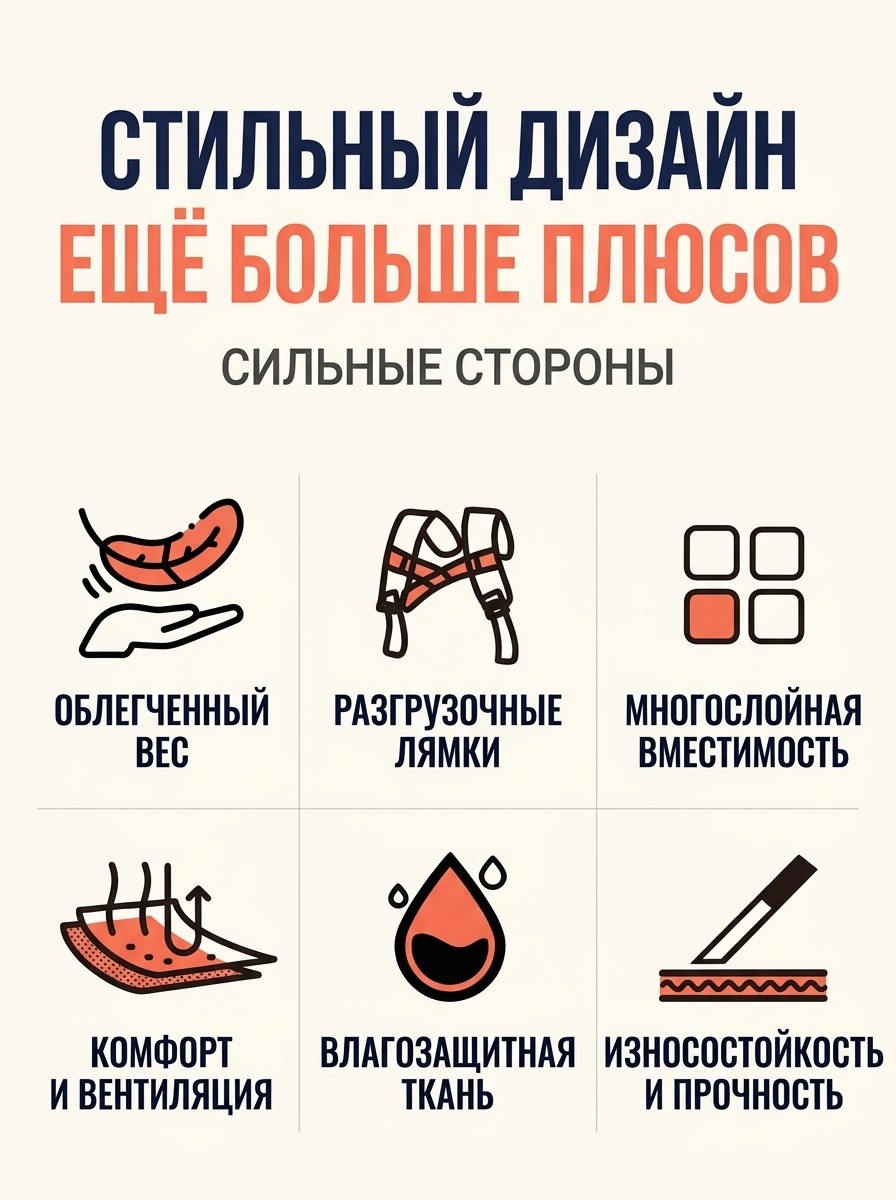 СТИЛЬНЫЙ ДИЗАЙН
ЕЩЁ БОЛЬШЕ ПЛЮСОВ
СИЛЬНЫЕ СТОРОНЫ
ОБЛЕГЧЕННЫЙ
ВЕС
РАЗГРУЗОЧНЫЕ
ЛЯМКИ
МНОГОСЛОЙНАЯ
ВМЕСТИМОСТЬ
КОМФОРТ
И ВЕНТИЛЯЦИЯ
ВЛАГОЗАЩИТНАЯ
ТКАНЬ
ИЗНОСОСТОЙКОСТЬ
И ПРОЧНОСТЬ